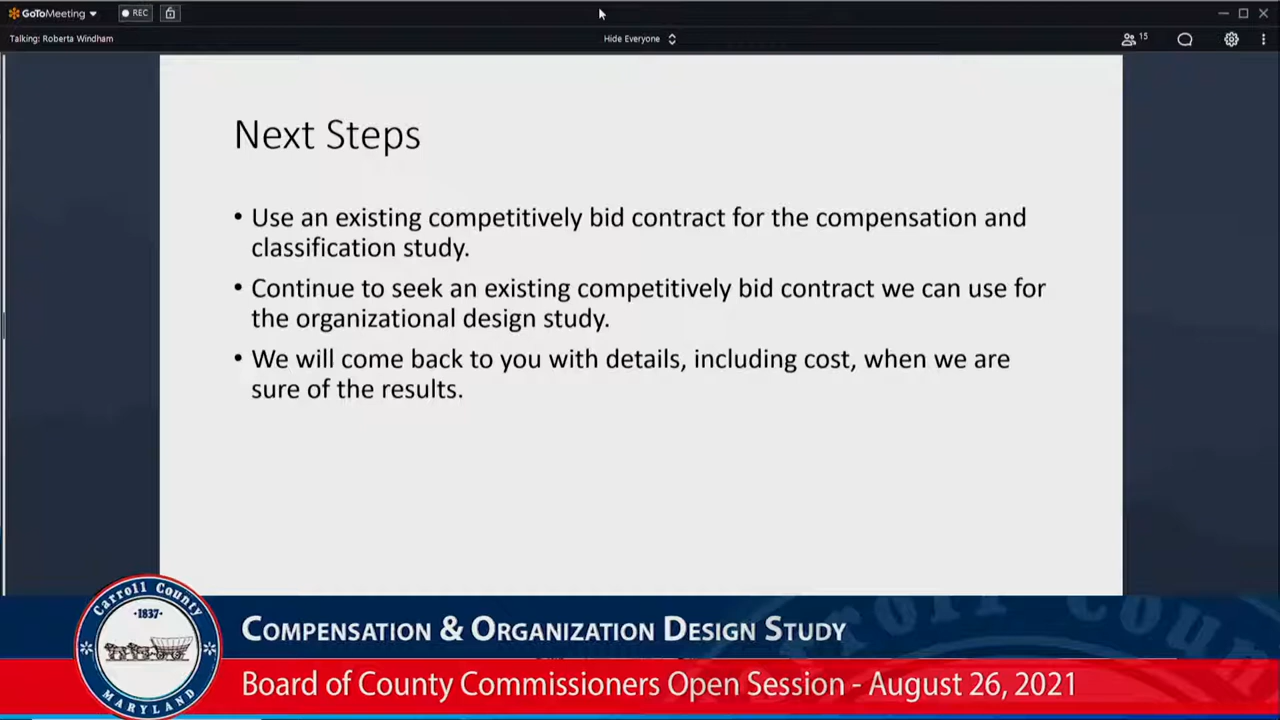 GoToMeeting
REC
Talking: Roberta Windham
Hide Everyone
15
Next Steps
• Use an existing competitively bid contract for the compensation and
classification study.
• Continue to seek an existing competitively bid contract we can use for
the organizational design study.
• We will come back to you with details, including cost, when we are
sure of the results.
Carroll County
·1837·
MARYLAND
COMPENSATION & ORGANIZATION DESIGN STUDY
Carroll Coun
Board of County Commissioners Open Session - August 26, 2021